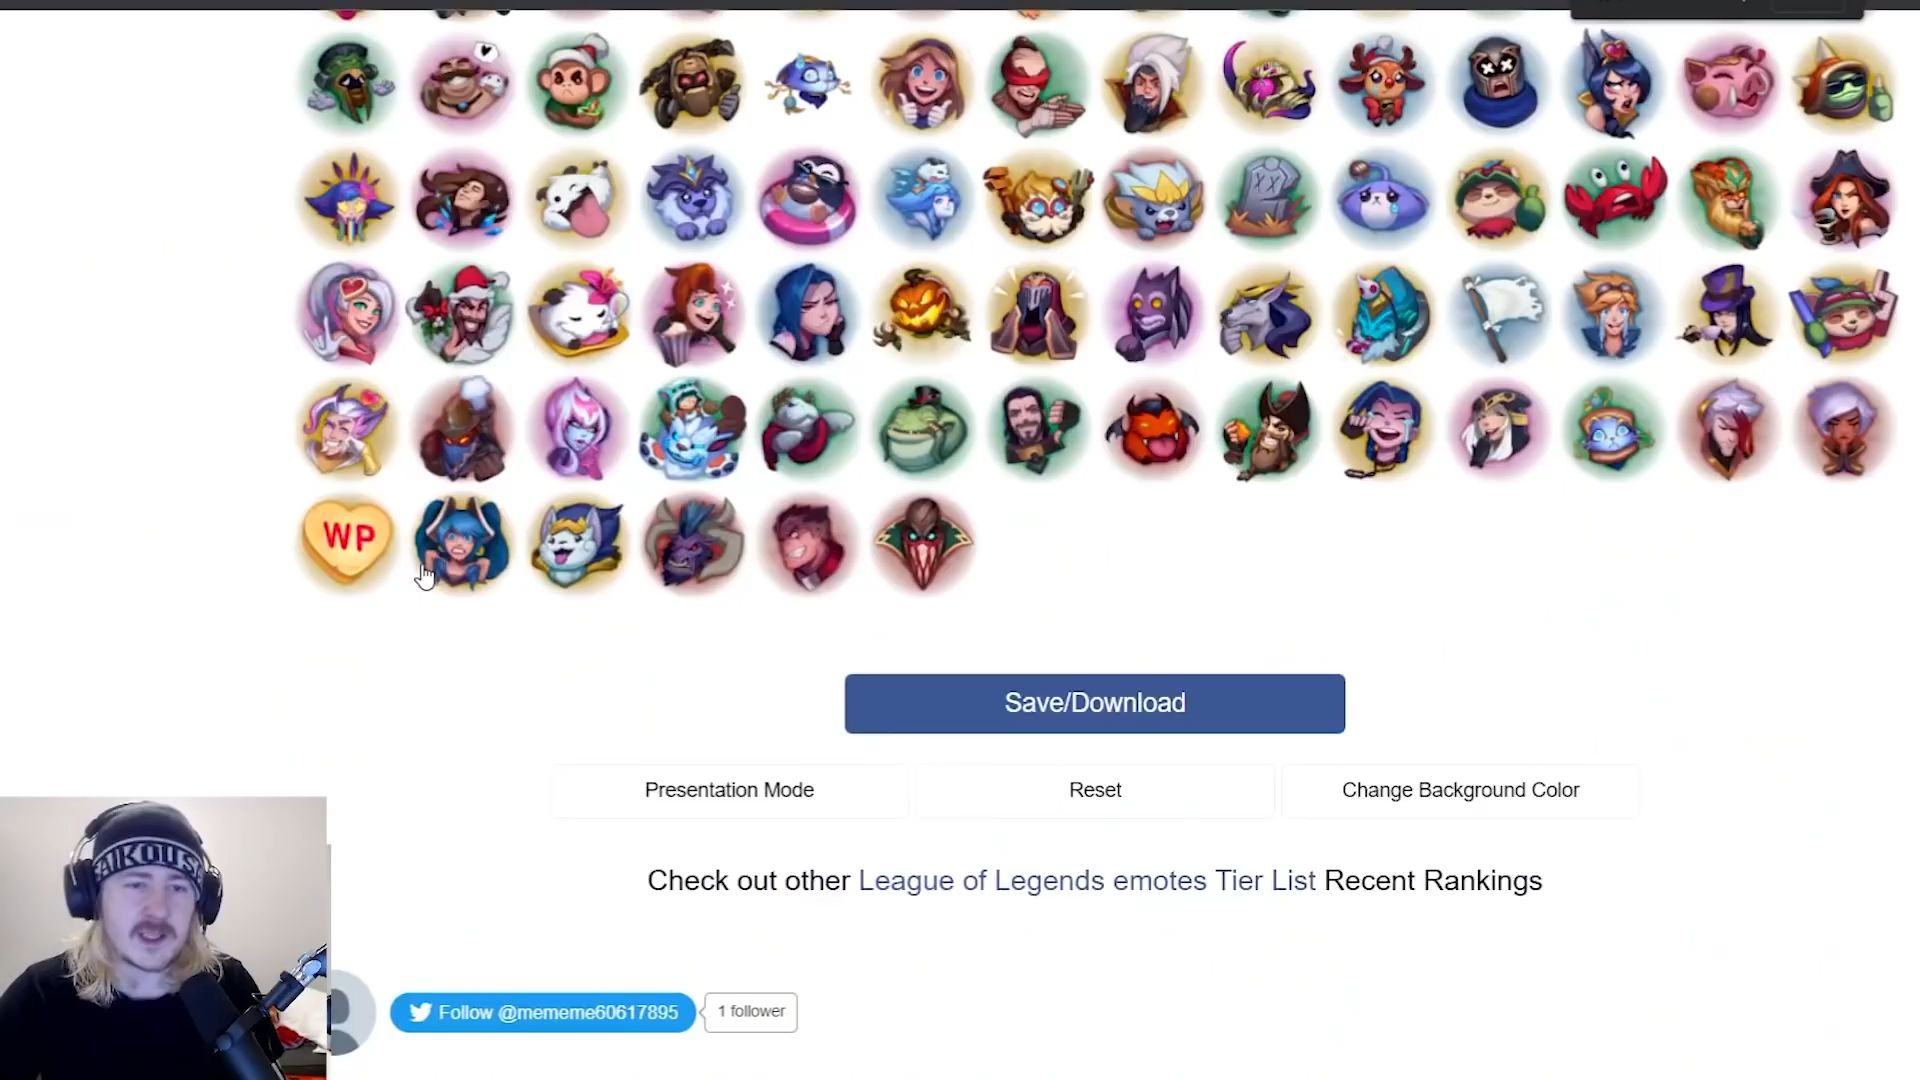 WP
Save/Download
Presentation Mode
Reset
Change Background Color
Check out other League of Legends emotes Tier List Recent Rankings
Follow @mememe60617895
1 follower